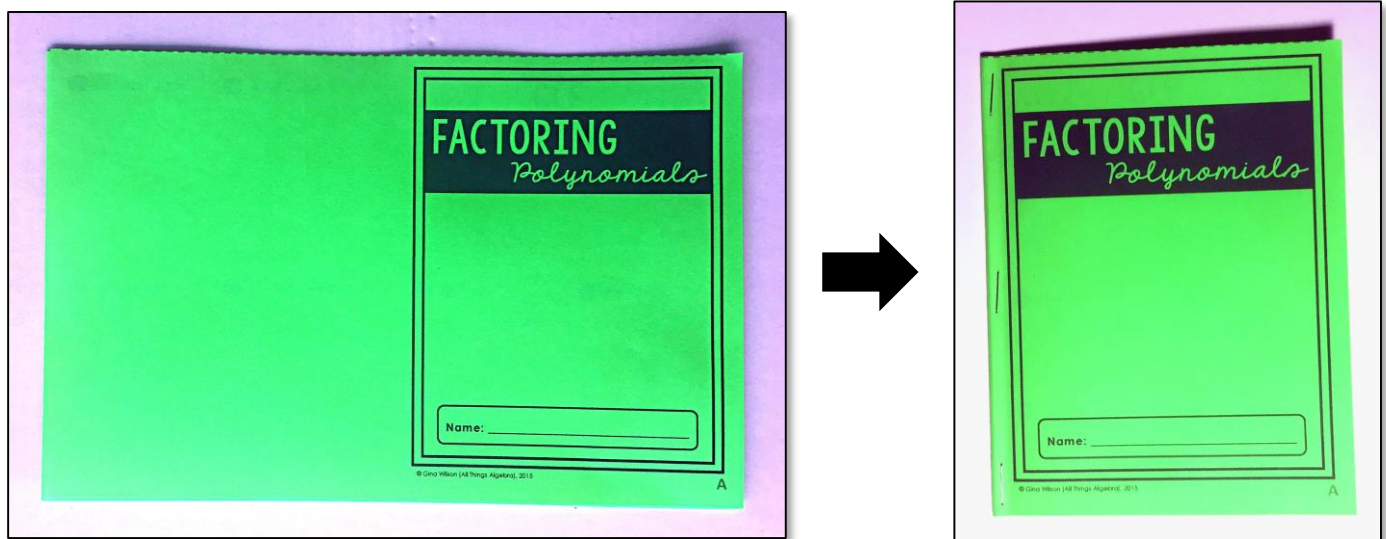 FACTORING
Polynomials
Name:
© Gina Wilson (All Things Algebra), 2015
A
FACTORING
Polynomials
Name:
© Gina Wilson (All Things Algebra), 2015
A